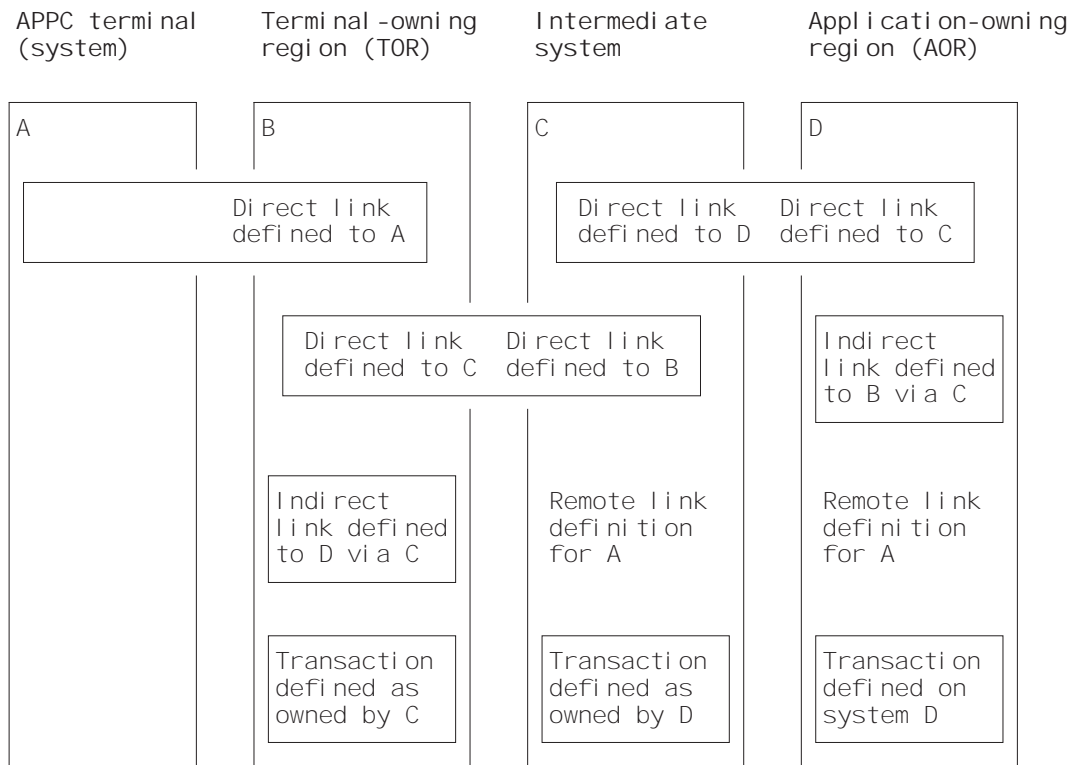 APPC terminal
(system)
Terminal-owning
region (TOR)
Intermediate
system
Application-owning
region (AOR)
A
B
C
D
Direct link
defined to A
Direct link
defined to D
Direct link
defined to C
Direct link
defined to C
Direct link
defined to B
Indirect
link defined
to B via C
Indirect
link defined
to D via C
Remote link
definition
for A
Remote link
definition
for A
Transaction
defined as
owned by C
Transaction
defined as
owned by D
Transaction
defined on
system D